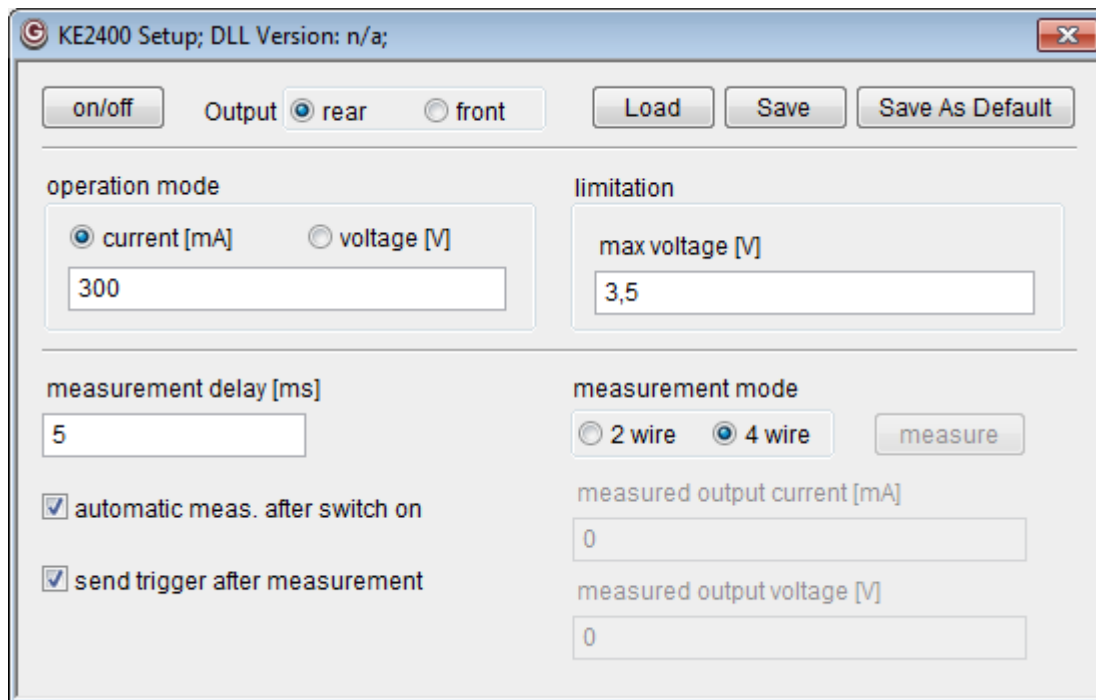 KE2400 Setup; DLL Version: n/a;
on/off Output rear front Load Save Save As Default
operation mode
current [mA] voltage [V]
300
limitation
max voltage [V]
3,5
measurement delay [ms]
5
automatic meas. after switch on
send trigger after measurement
measurement mode
2 wire 4 wire measure
measured output current [mA]
0
measured output voltage [V]
0